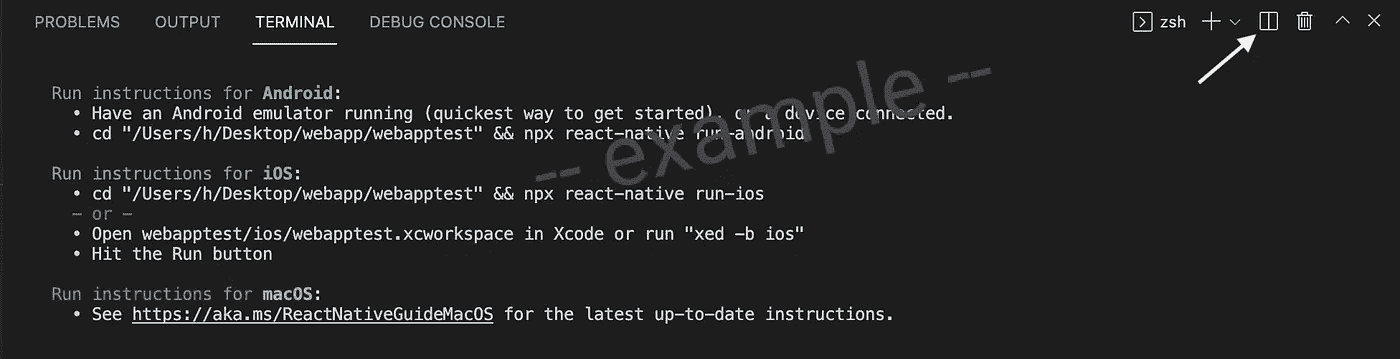 PROBLEMS OUTPUT TERMINAL DEBUG CONSOLE zsh
Run instructions for Android:
• Have an Android emulator running (quickest way to get started), or a device connected.
• cd "/Users/h/Desktop/webapp/webapptest" && npx react-native run-android
-- example --
Run instructions for iOS:
• cd "/Users/h/Desktop/webapp/webapptest" && npx react-native run-ios
- or -
• Open webapptest/ios/webapptest.xcworkspace in Xcode or run "xed -b ios"
• Hit the Run button
Run instructions for macOS:
• See https://aka.ms/ReactNativeGuideMacOS for the latest up-to-date instructions.